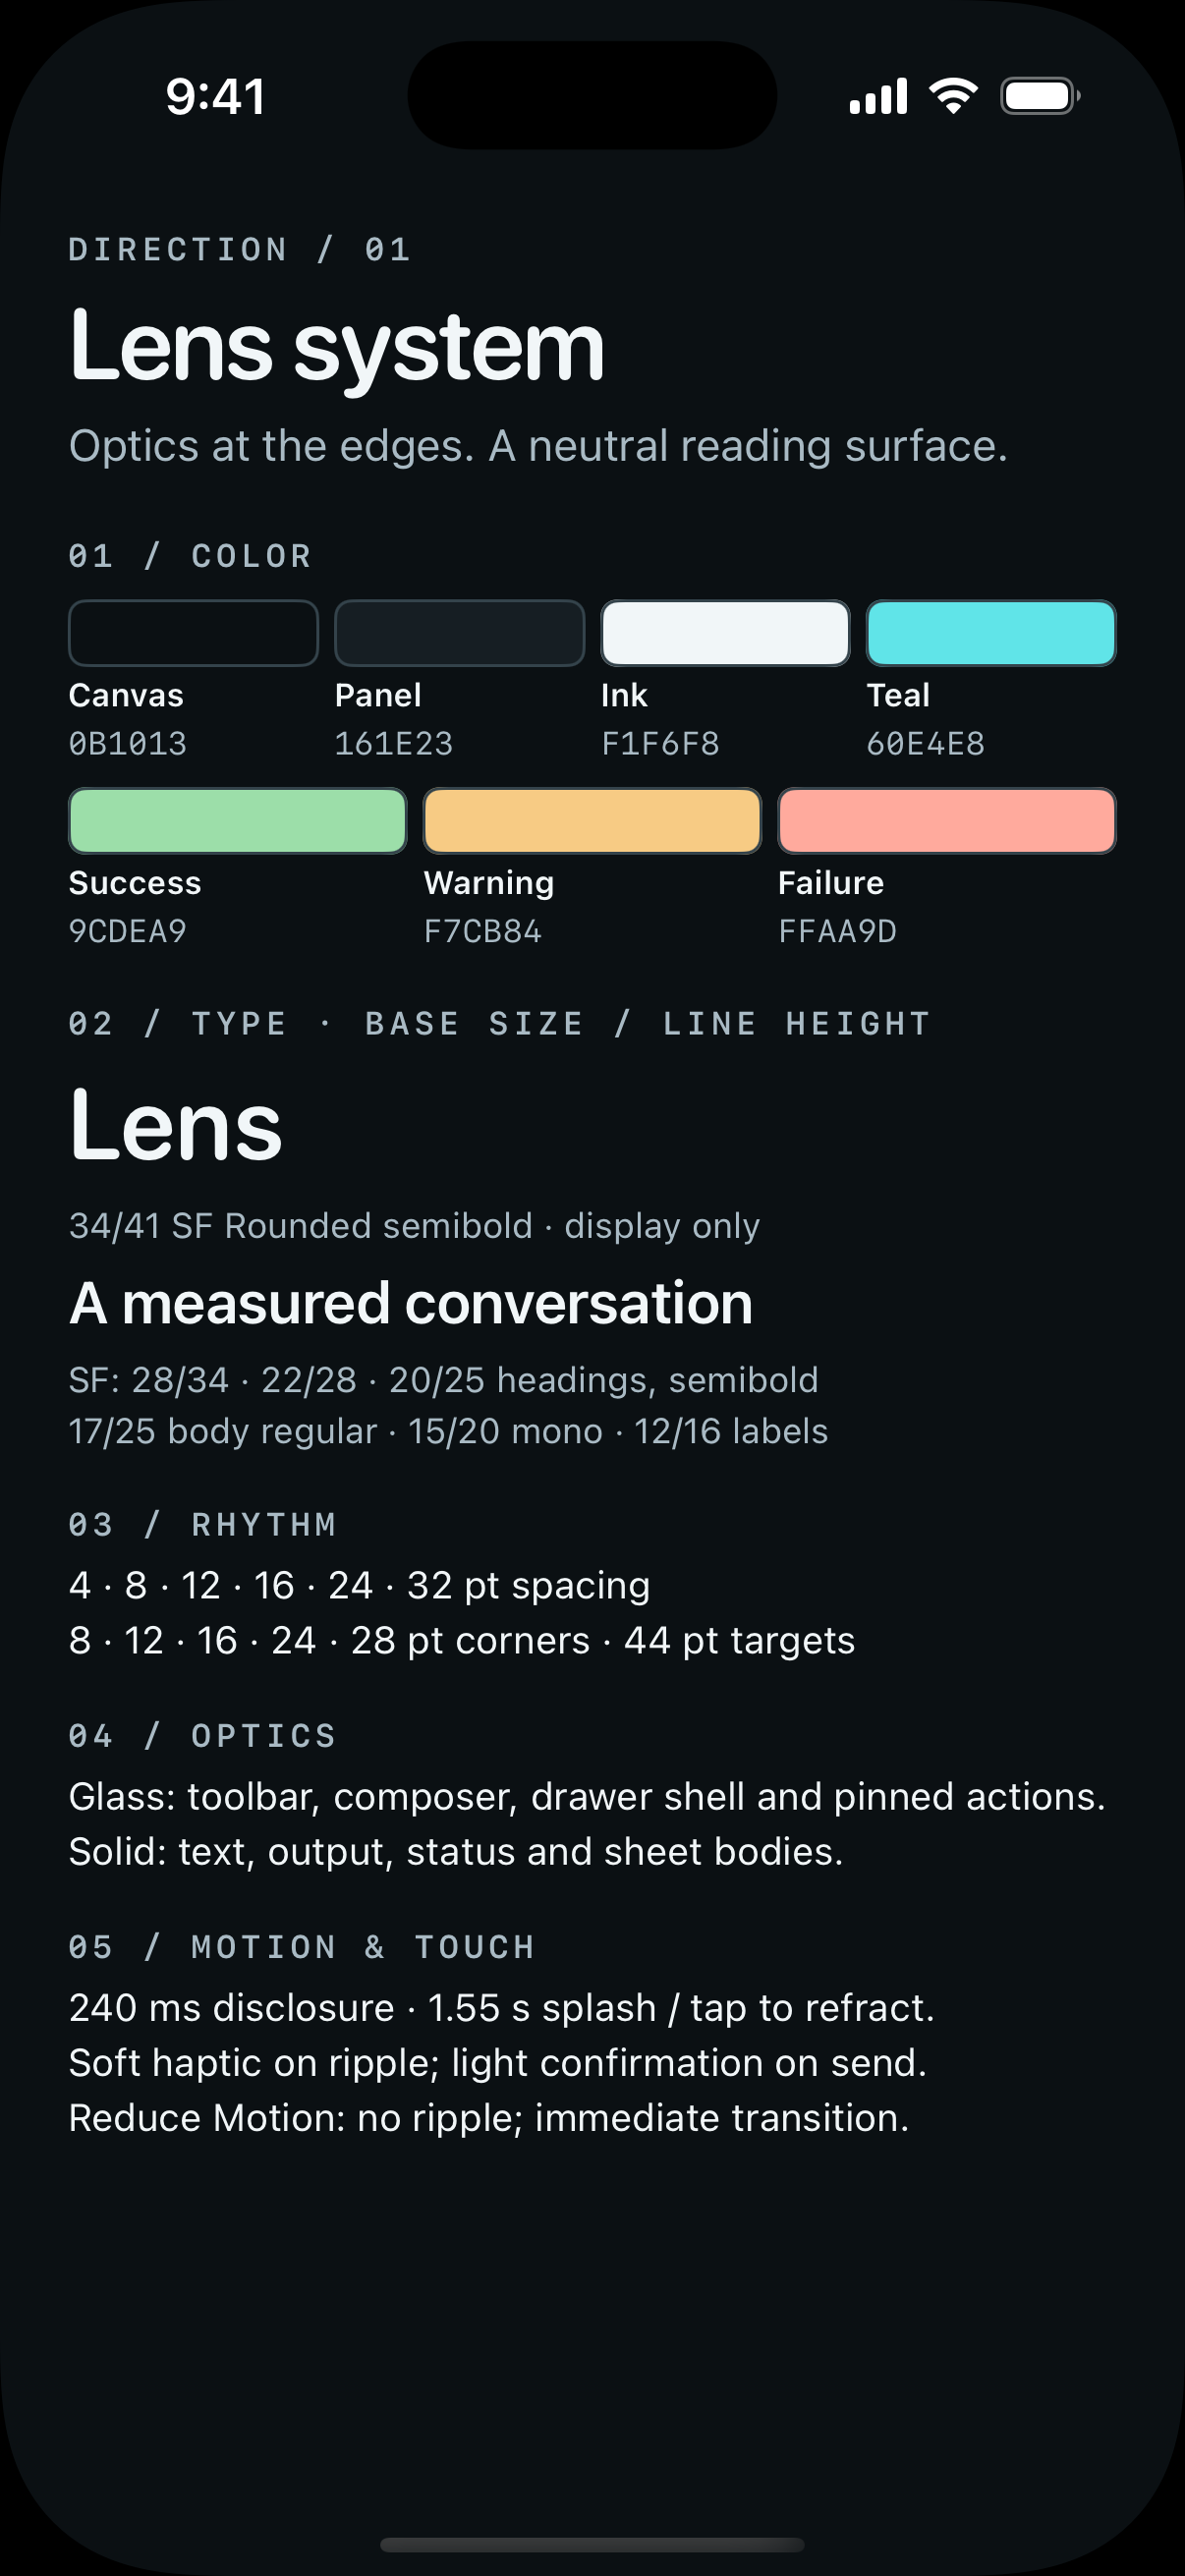 9:41
DIRECTION / 01
Lens system
Optics at the edges. A neutral reading surface.
01 / COLOR
Canvas Panel Ink Teal
0B1013 161E23 F1F6F8 60E4E8
Success Warning Failure
9CDEA9 F7CB84 FFAA9D
02 / TYPE · BASE SIZE / LINE HEIGHT
Lens
34/41 SF Rounded semibold · display only
A measured conversation
SF: 28/34 · 22/28 · 20/25 headings, semibold
17/25 body regular · 15/20 mono · 12/16 labels
03 / RHYTHM
4 · 8 · 12 · 16 · 24 · 32 pt spacing
8 · 12 · 16 · 24 · 28 pt corners · 44 pt targets
04 / OPTICS
Glass: toolbar, composer, drawer shell and pinned actions.
Solid: text, output, status and sheet bodies.
05 / MOTION & TOUCH
240 ms disclosure · 1.55 s splash / tap to refract.
Soft haptic on ripple; light confirmation on send.
Reduce Motion: no ripple; immediate transition.